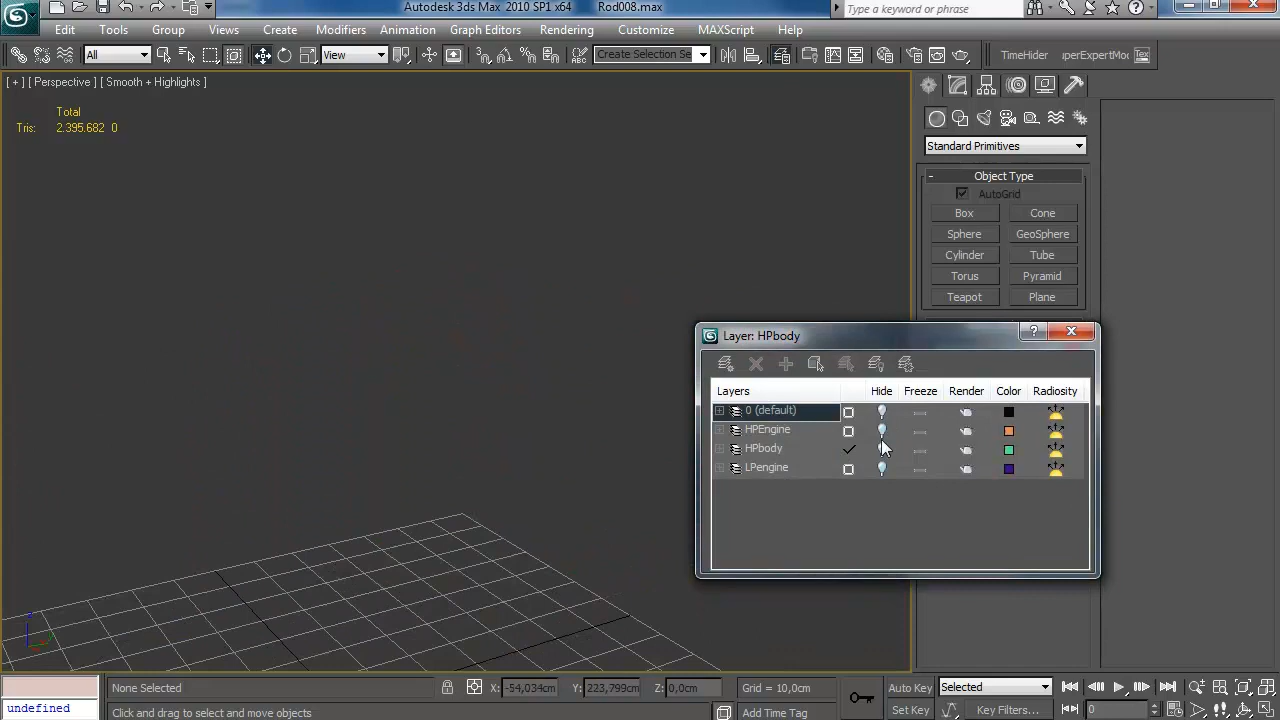 Autodesk 3ds Max 2010 SP1 x64 Rod008.max Type a keyword or phrase
Edit Tools Group Views Create Modifiers Animation Graph Editors Rendering Customize MAXScript Help
All View Create Selection Se TimeHider uperExpertMod Tex
[ + ] [ Perspective ] [ Smooth + Highlights ]
Total
Tris: 2.395.682 0
Standard Primitives
- Object Type
AutoGrid
Box Cone
Sphere GeoSphere
Cylinder Tube
Torus Pyramid
Teapot Plane
Layer: HPbody
Layers Hide Freeze Render Color Radiosity
0 (default)
HPEngine
HPbody
LPengine
None Selected X: -54,034cm Y: 223,799cm Z: 0,0cm Grid = 10,0cm Auto Key Selected
undefined Click and drag to select and move objects Add Time Tag Set Key Key Filters... 0